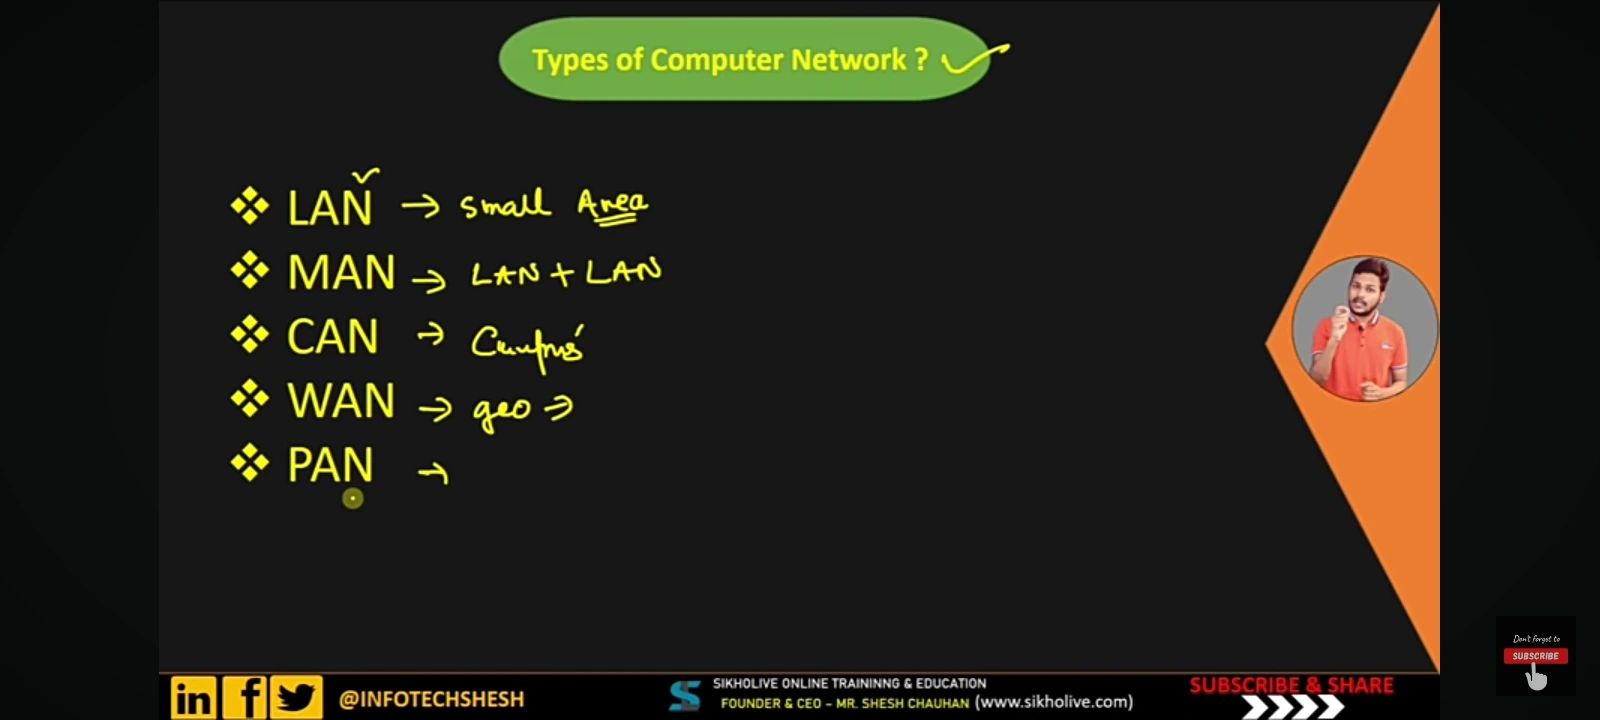 Types of Computer Network ?
❖ LAN → Small Area
❖ MAN → LAN + LAN
❖ CAN → Campus
❖ WAN → geo →
❖ PAN →
Don't forget to
SUBSCRIBE
in f @INFOTECHSHESH
SIKHOLIVE ONLINE TRAININNG & EDUCATION
FOUNDER & CEO – MR. SHESH CHAUHAN (www.sikholive.com)
SUBSCRIBE & SHARE